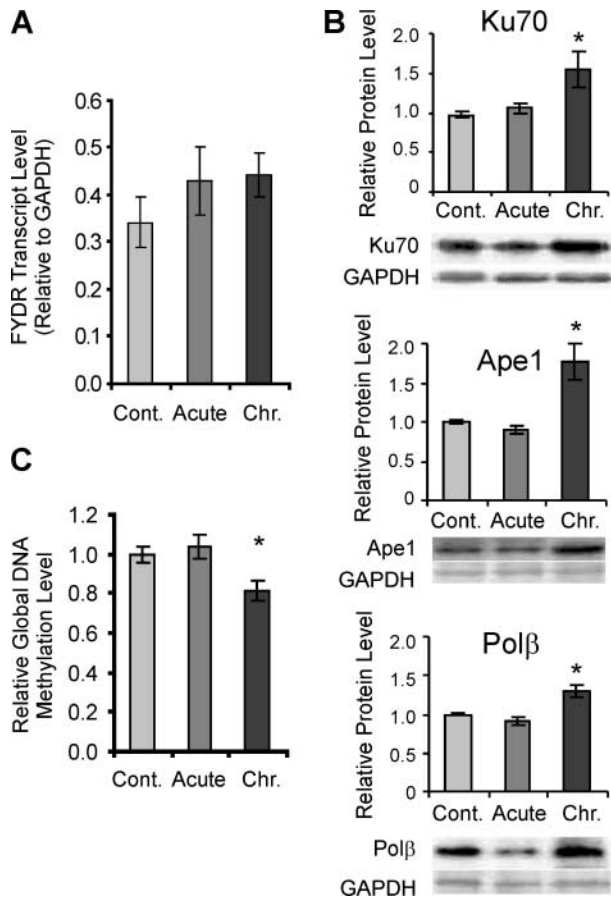 A
FYDR Transcript Level
(Relative to GAPDH)
0.6
0.5
0.4
0.3
0.2
0.1
0.0
Cont. Acute Chr.
B
Ku70
Relative Protein Level
2.0
1.5
1.0
0.5
0
*
Cont. Acute Chr.
Ku70
GAPDH
Ape1
Relative Protein Level
2.0
1.5
1.0
0.5
0
*
Cont. Acute Chr.
Ape1
GAPDH
Polβ
Relative Protein Level
2.0
1.5
1.0
0.5
0
*
Cont. Acute Chr.
Polβ
GAPDH
C
Relative Global DNA
Methylation Level
1.0
0.8
0.6
0.4
0.2
0.0
*
Cont. Acute Chr.